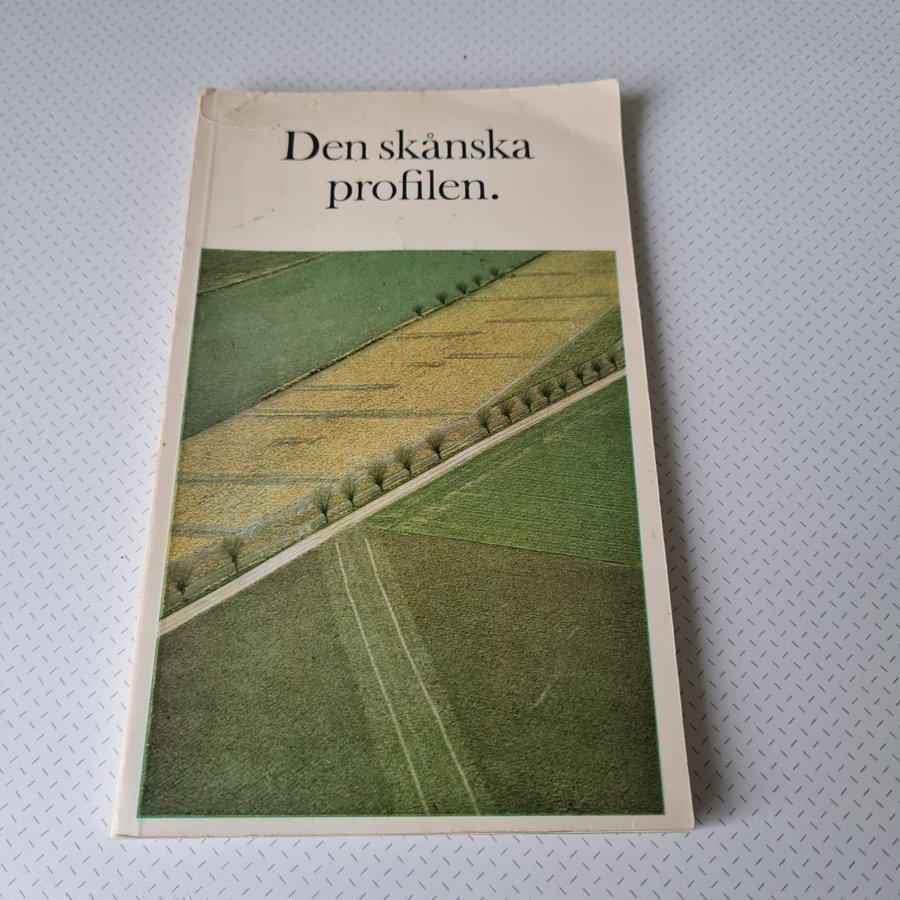 Den skånska
profilen.